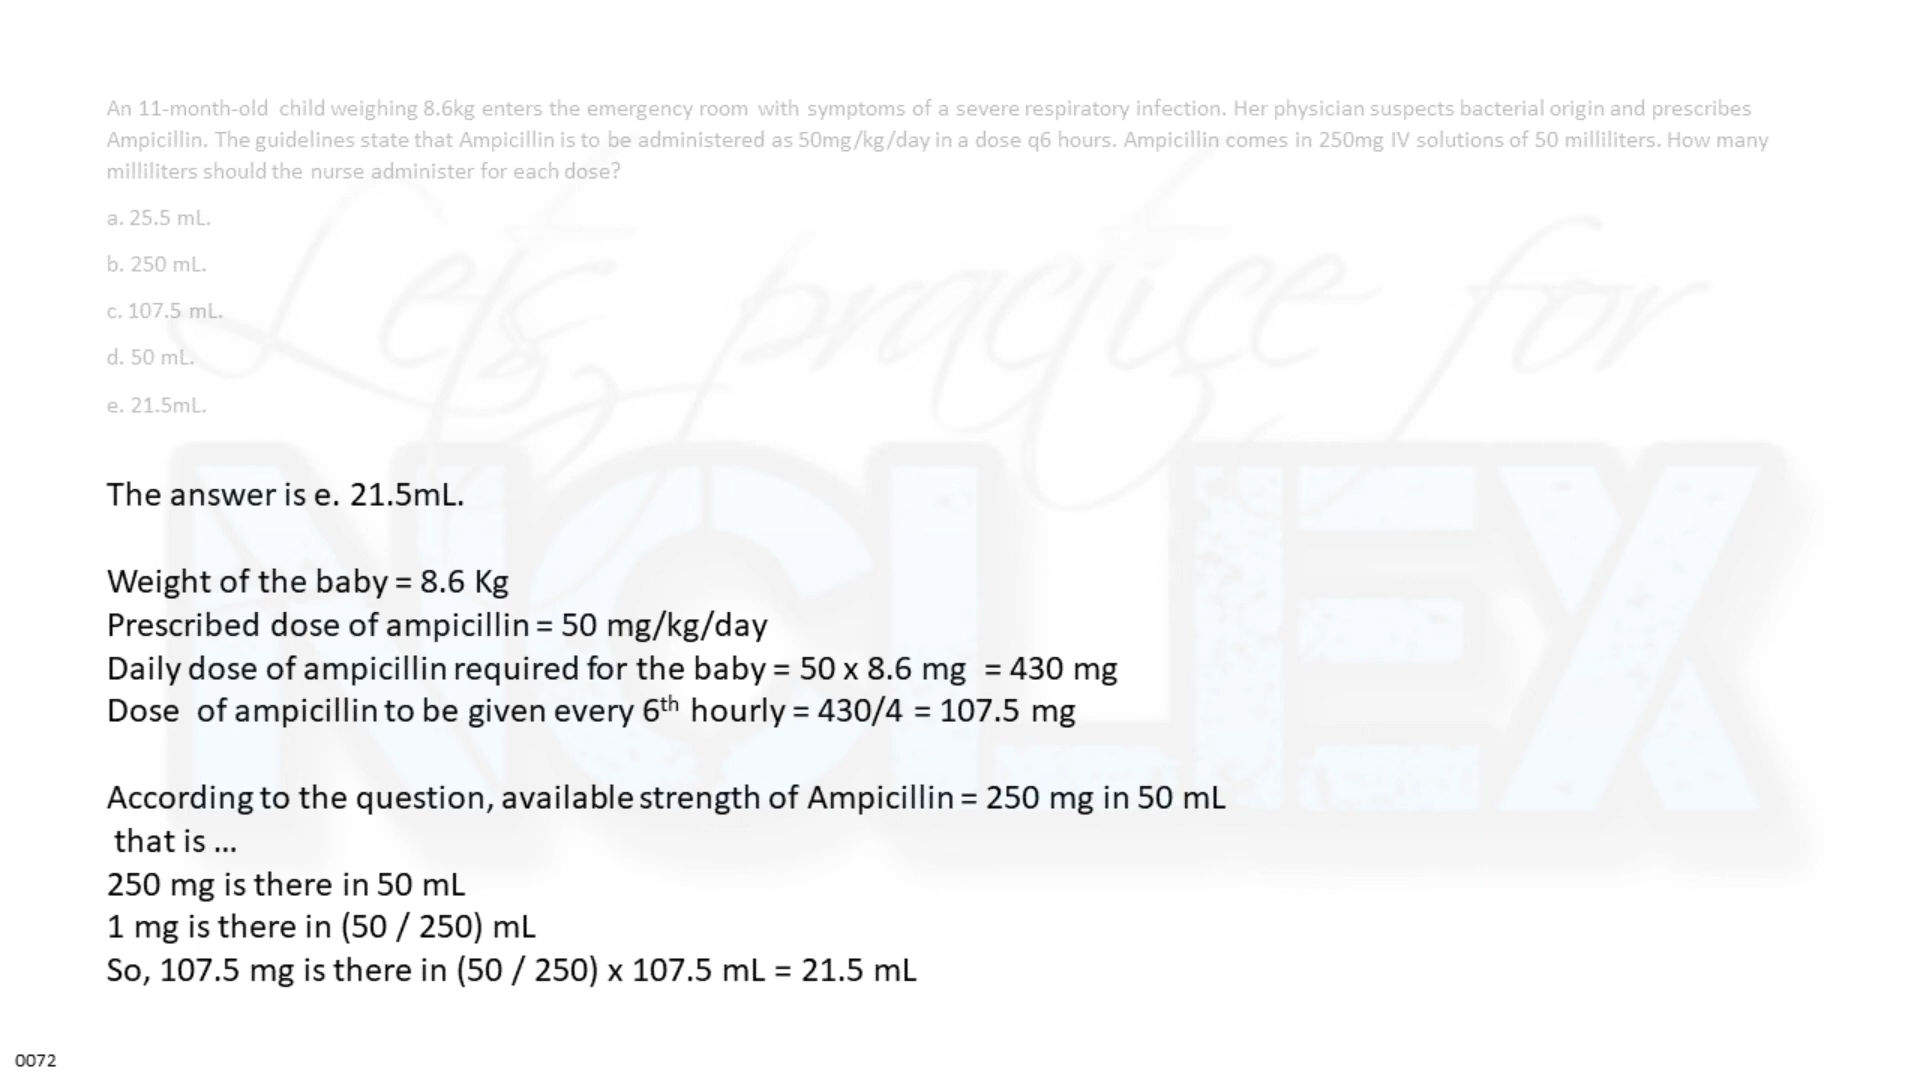 An 11-month-old child weighing 8.6kg enters the emergency room with symptoms of a severe respiratory infection. Her physician suspects bacterial origin and prescribes
Ampicillin. The guidelines state that Ampicillin is to be administered as 50mg/kg/day in a dose q6 hours. Ampicillin comes in 250mg IV solutions of 50 milliliters. How many
milliliters should the nurse administer for each dose?
a. 25.5 mL.
b. 250 mL.
c. 107.5 mL.
d. 50 mL.
e. 21.5mL.
Let's practice for
NCLEX
The answer is e. 21.5mL.
Weight of the baby = 8.6 Kg
Prescribed dose of ampicillin = 50 mg/kg/day
Daily dose of ampicillin required for the baby = 50 x 8.6 mg = 430 mg
Dose of ampicillin to be given every 6th hourly = 430/4 = 107.5 mg
According to the question, available strength of Ampicillin = 250 mg in 50 mL
that is ...
250 mg is there in 50 mL
1 mg is there in (50 / 250) mL
So, 107.5 mg is there in (50 / 250) x 107.5 mL = 21.5 mL
0072